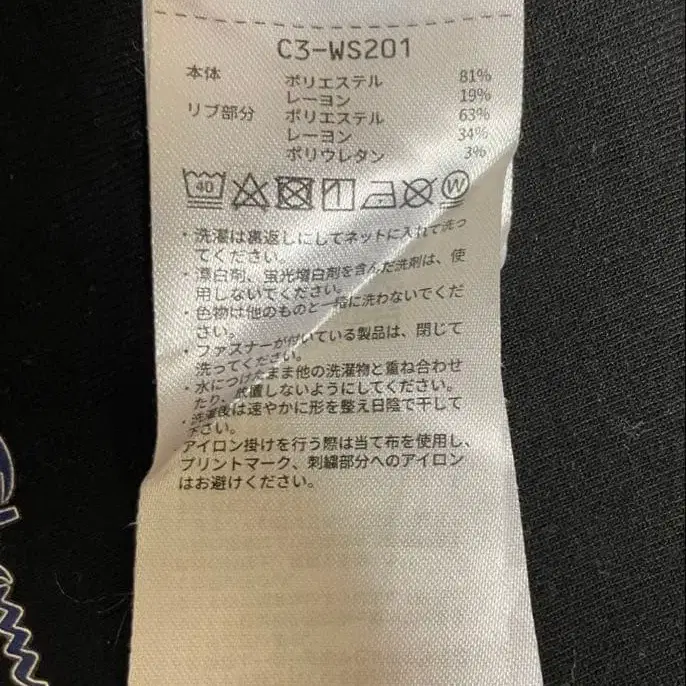 C3-WS201
本体 ポリエステル 81%
レーヨン 19%
リブ部分 ポリエステル 63%
レーヨン 34%
ポリウレタン 3%
40 W
・洗濯は裏返しにしてネットに入れて洗っ
てください。
・漂白剤、蛍光増白剤を含んだ洗剤は、使
用しないでください。
・色物は他のものと一緒に洗わないでくだ
さい。
・ファスナーが付いている製品は、閉じて
洗ってください。
・水につけたまま他の洗濯物と重ね合わせ
たり、放置しないようにしてください。
・洗濯後は速やかに形を整え日陰で干して
下さい。
アイロン掛けを行う際は当て布を使用し、
プリントマーク、刺繍部分へのアイロン
はお避けください。